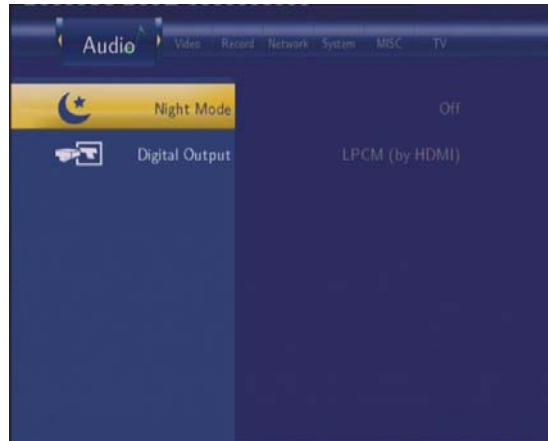 Audio Video Record Network System MISC TV
Night Mode Off
Digital Output LPCM (by HDMI)